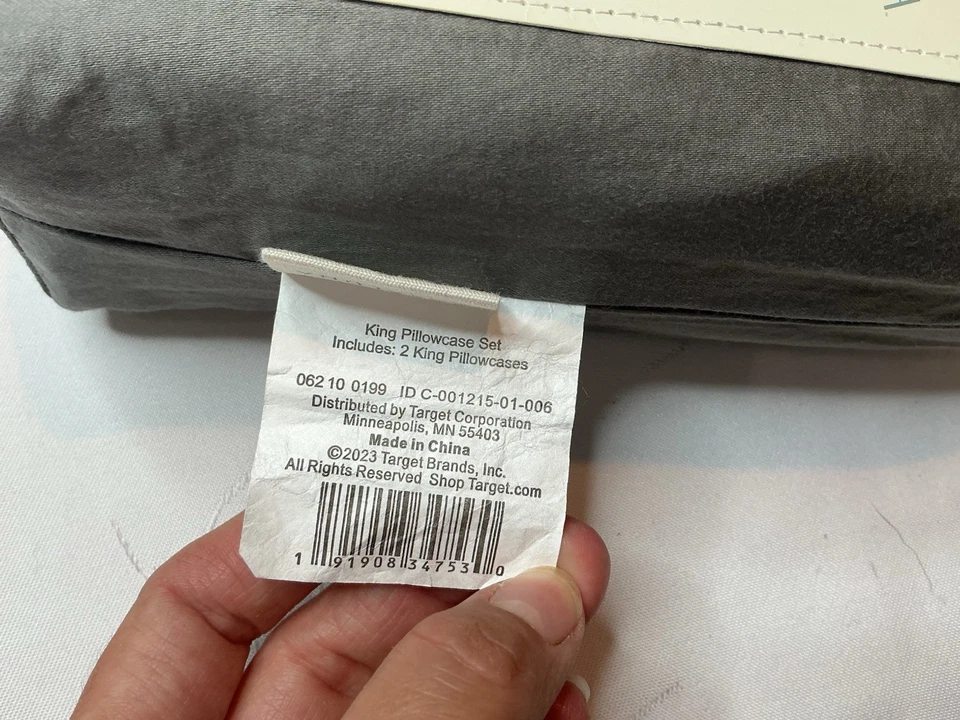 King Pillowcase Set
Includes: 2 King Pillowcases
062 10 0199 ID C-001215-01-006
Distributed by Target Corporation
Minneapolis, MN 55403
Made in China
©2023 Target Brands, Inc.
All Rights Reserved Shop Target.com
1 91908 34753 0